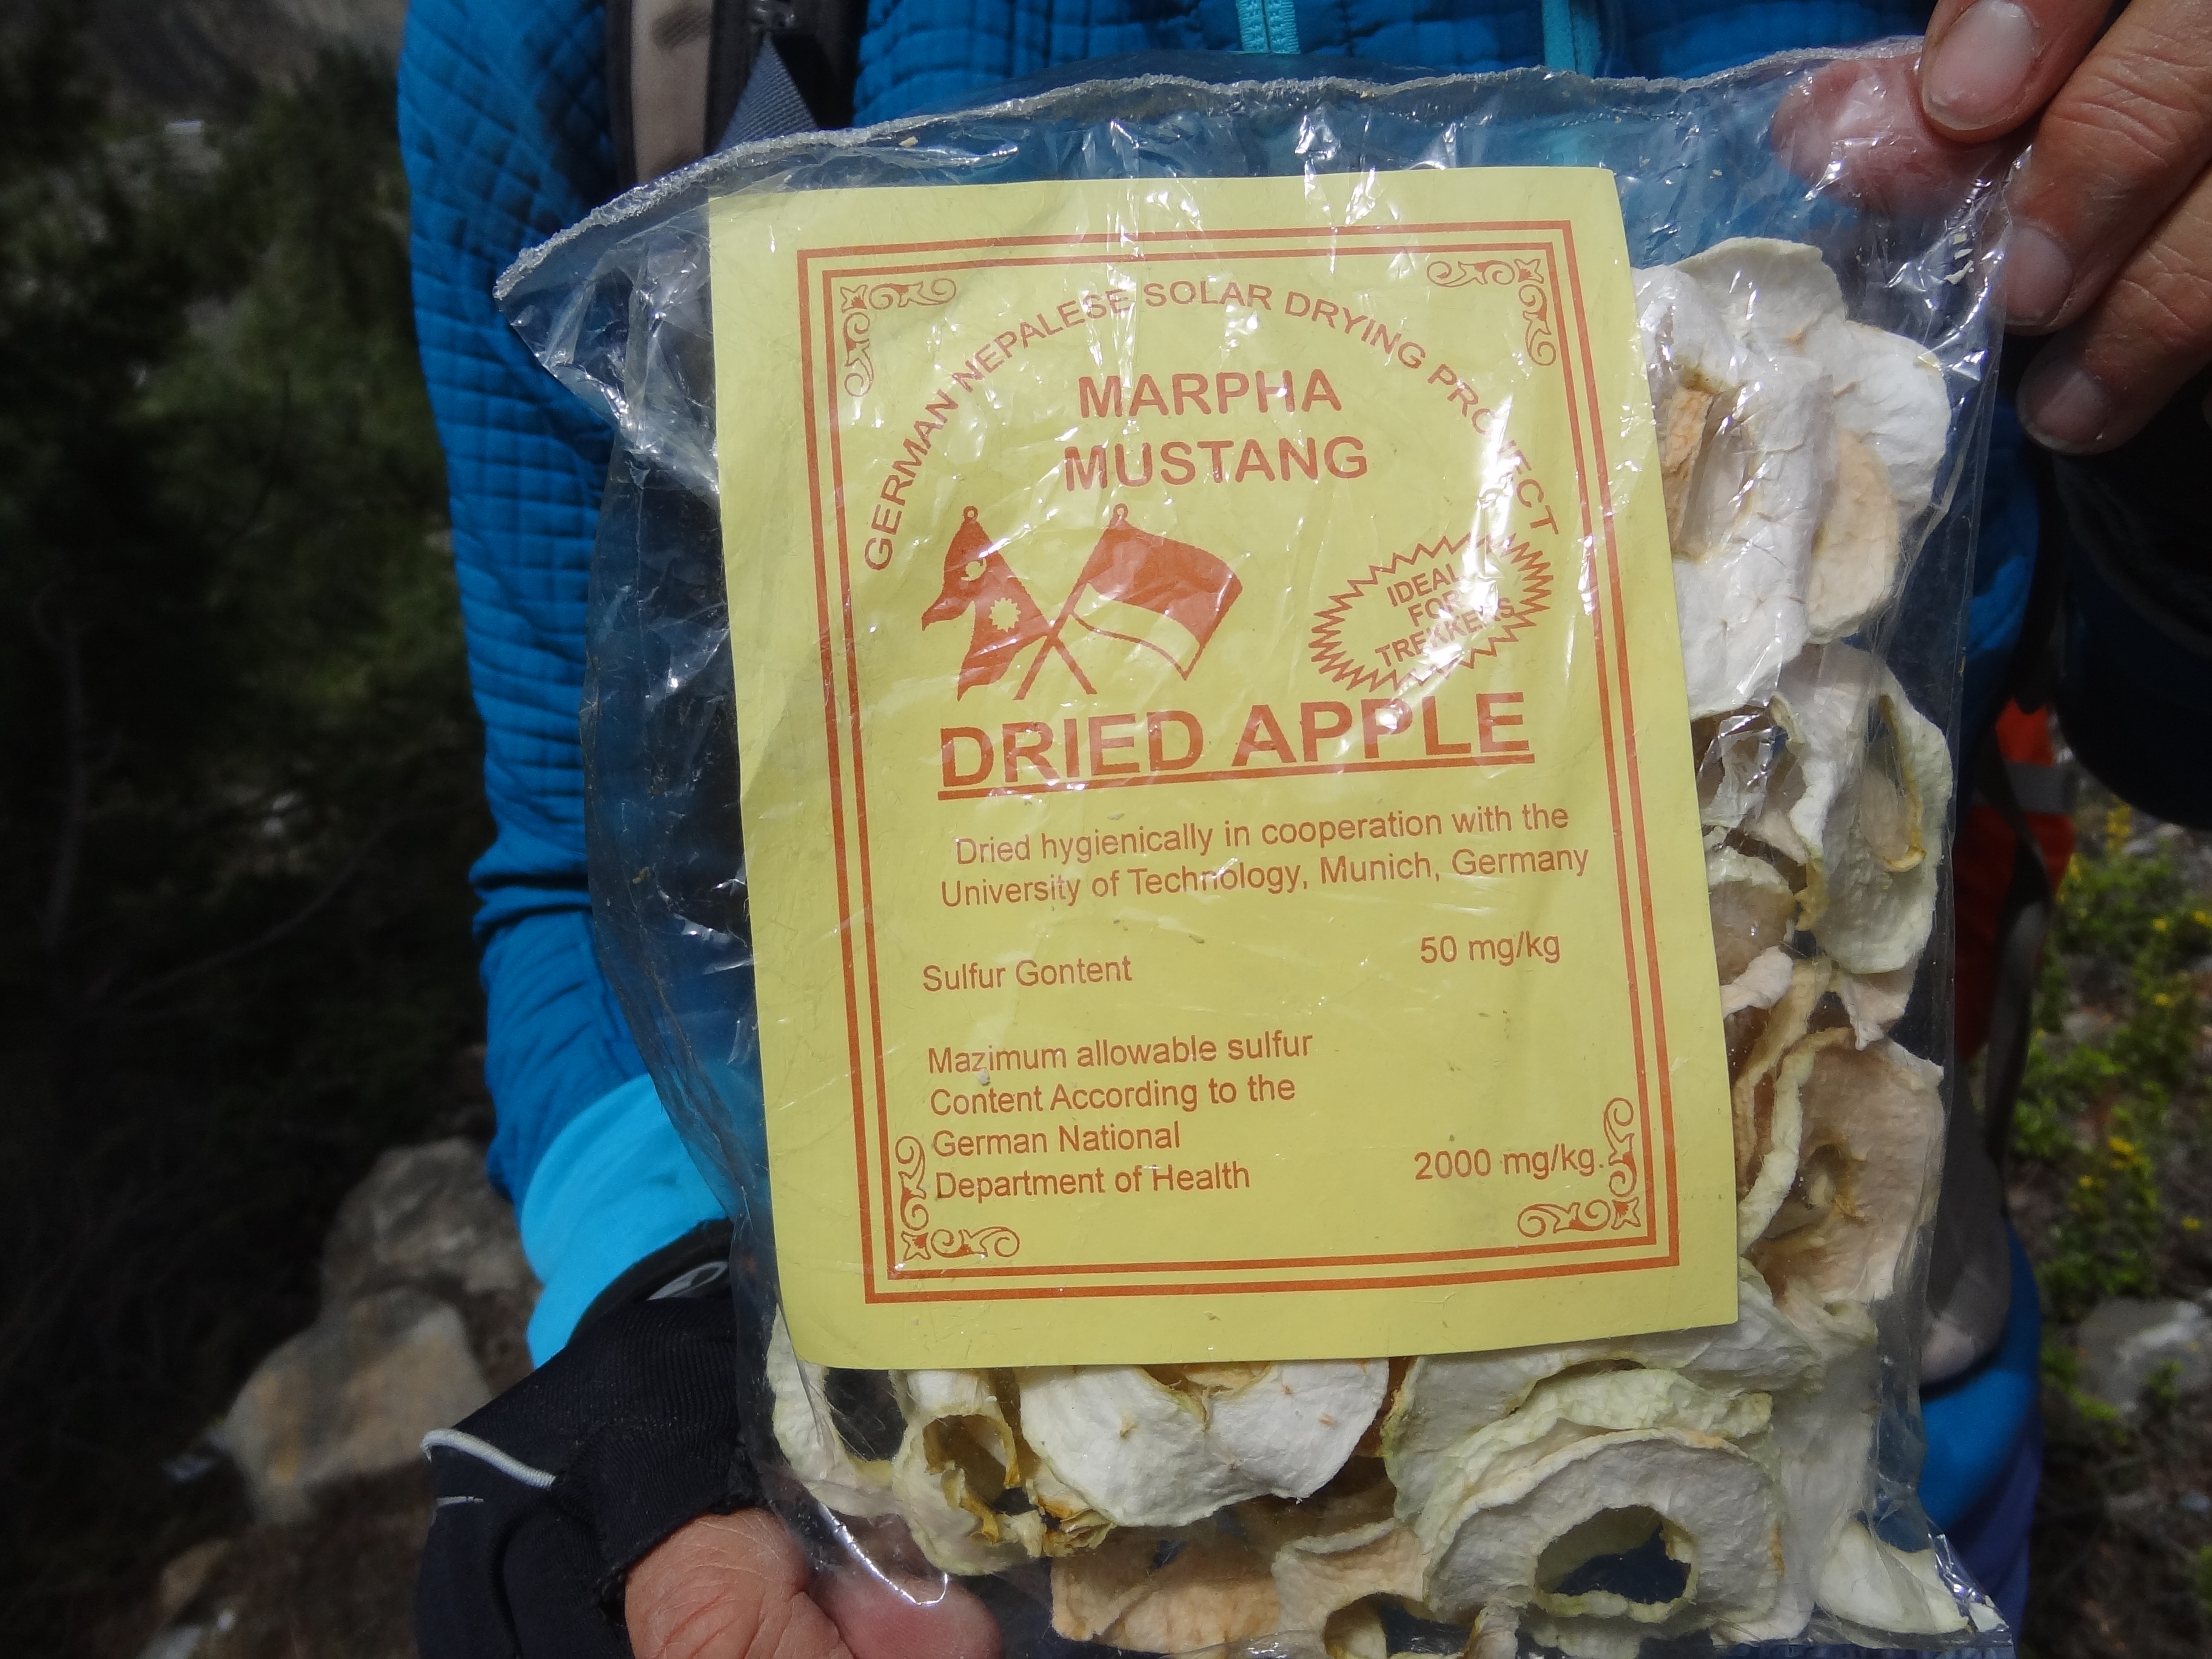 GERMAN NEPALESE SOLAR DRYING PROJECT
MARPHA
MUSTANG
IDEAL
FOR
TREKKERS
DRIED APPLE
Dried hygienically in cooperation with the
University of Technology, Munich, Germany
Sulfur Gontent 50 mg/kg
Mazimum allowable sulfur
Content According to the
German National
Department of Health 2000 mg/kg.